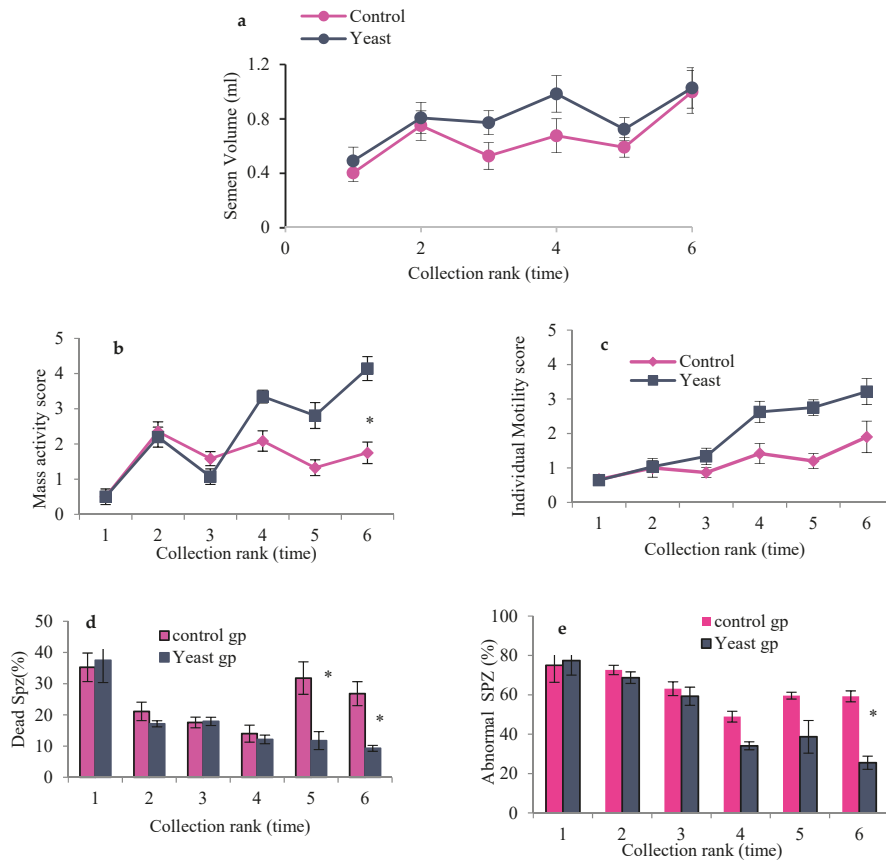 a
Control
Yeast
Semen Volume (ml)
1.2
0.8
0.4
0
0 2 4 6
Collection rank (time)
b
Mass activity score
5
4
3
2
1
0
*
1 2 3 4 5 6
Collection rank (time)
c
Control
Yeast
Individual Motility score
5
4
3
2
1
0
1 2 3 4 5 6
Collection rank (time)
d
control gp
Yeast gp
Dead Spz(%)
50
40
30
20
10
0
*
*
1 2 3 4 5 6
Collection rank (time)
e
control gp
Yeast gp
Abnormal SPZ (%)
100
80
60
40
20
0
*
1 2 3 4 5 6
Collection rank (time)